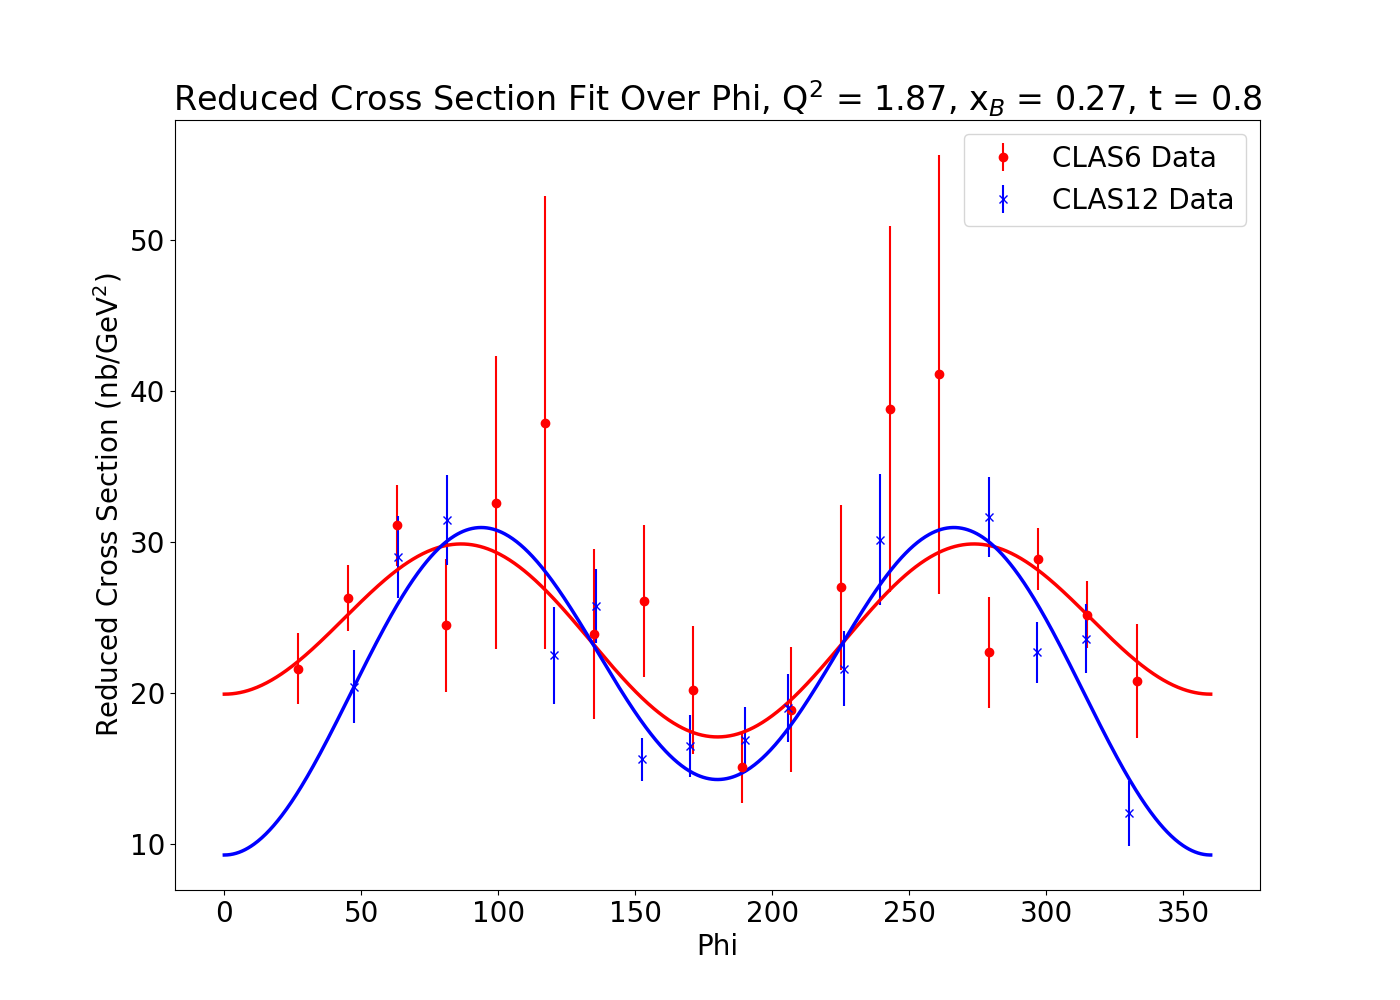 Reduced Cross Section Fit Over Phi, Q² = 1.87, x_B = 0.27, t = 0.8
CLAS6 Data
CLAS12 Data
Reduced Cross Section (nb/GeV²)
50
40
30
20
10
0 50 100 150 200 250 300 350
Phi